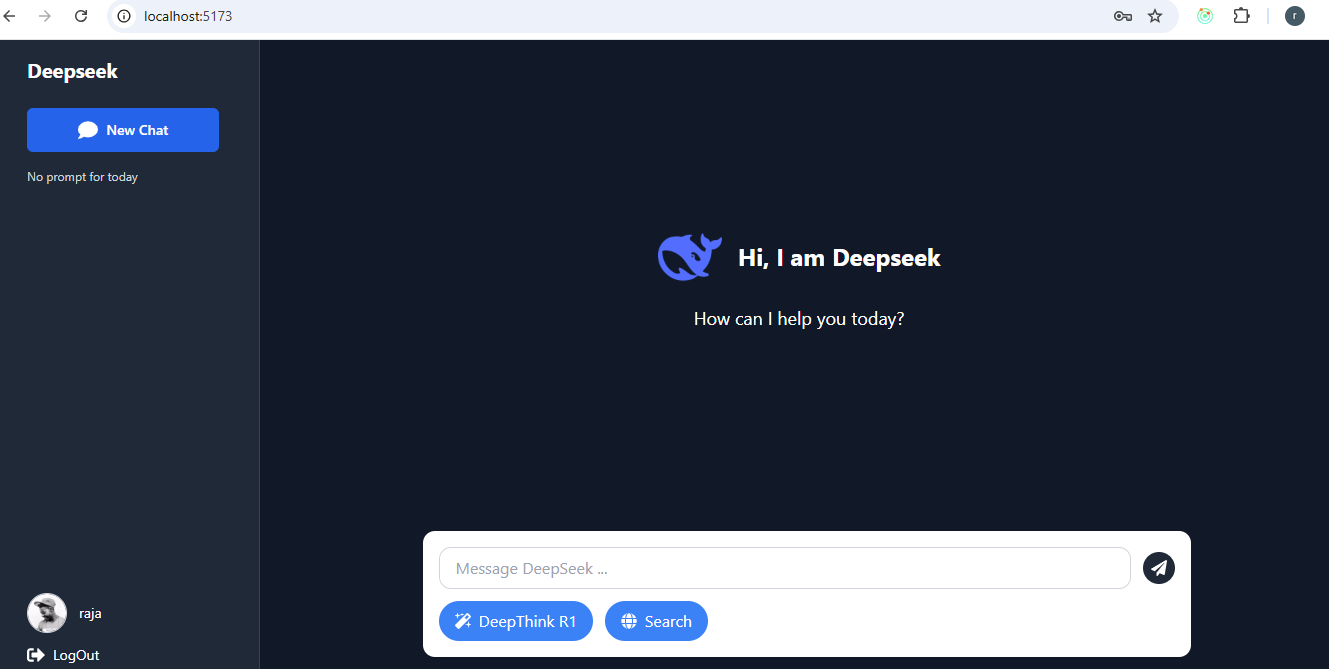 localhost:5173
r
Deepseek
New Chat
No prompt for today
Hi, I am Deepseek
How can I help you today?
Message DeepSeek ...
DeepThink R1
Search
raja
LogOut